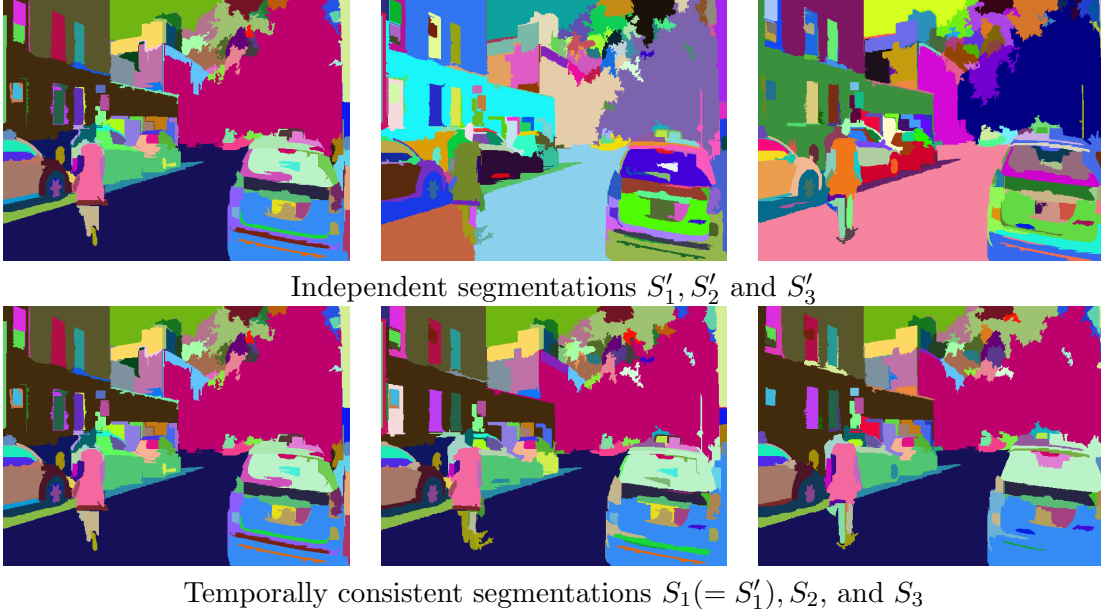 Independent segmentations S′₁, S′₂ and S′₃
Temporally consistent segmentations S₁(= S′₁), S₂, and S₃